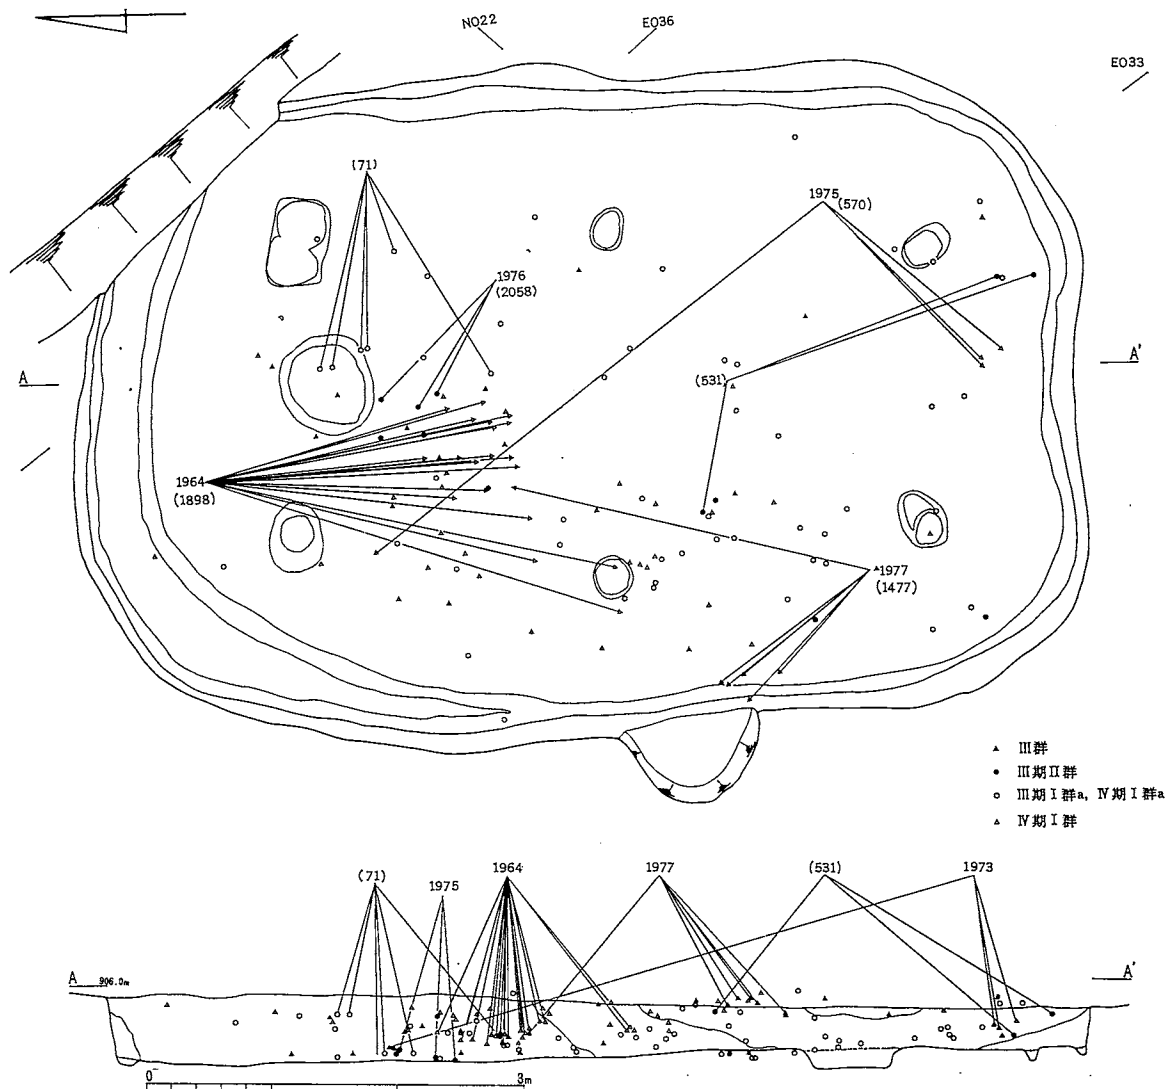 NO22
EO36
EO33
(71)
1975
(570)
1976
(2058)
A
A'
(531)
1964
(1898)
1977
(1477)
▲ III群
● III期II群
○ III期I群a, IV期I群a
△ IV期I群
(71)
1975
1964
1977
(531)
1973
A
906.0m
A'
0
3m